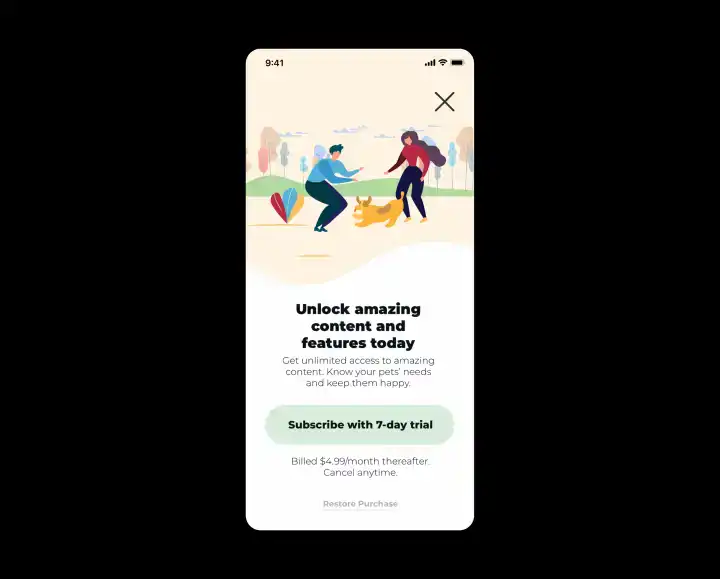 9:41
Unlock amazing
content and
features today
Get unlimited access to amazing
content. Know your pets' needs
and keep them happy.
Subscribe with 7-day trial
Billed $4.99/month thereafter.
Cancel anytime.
Restore Purchase